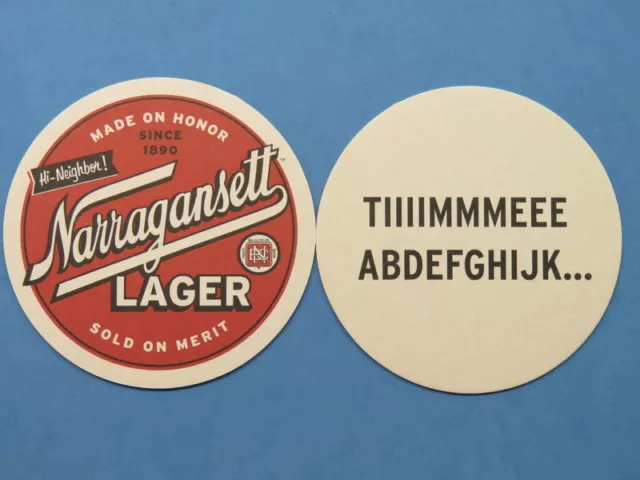 MADE ON HONOR
SINCE
1890
Hi-Neighbor!
Narragansett
LAGER
SOLD ON MERIT
TIIIIMMMEEE
ABDEFGHIJK...